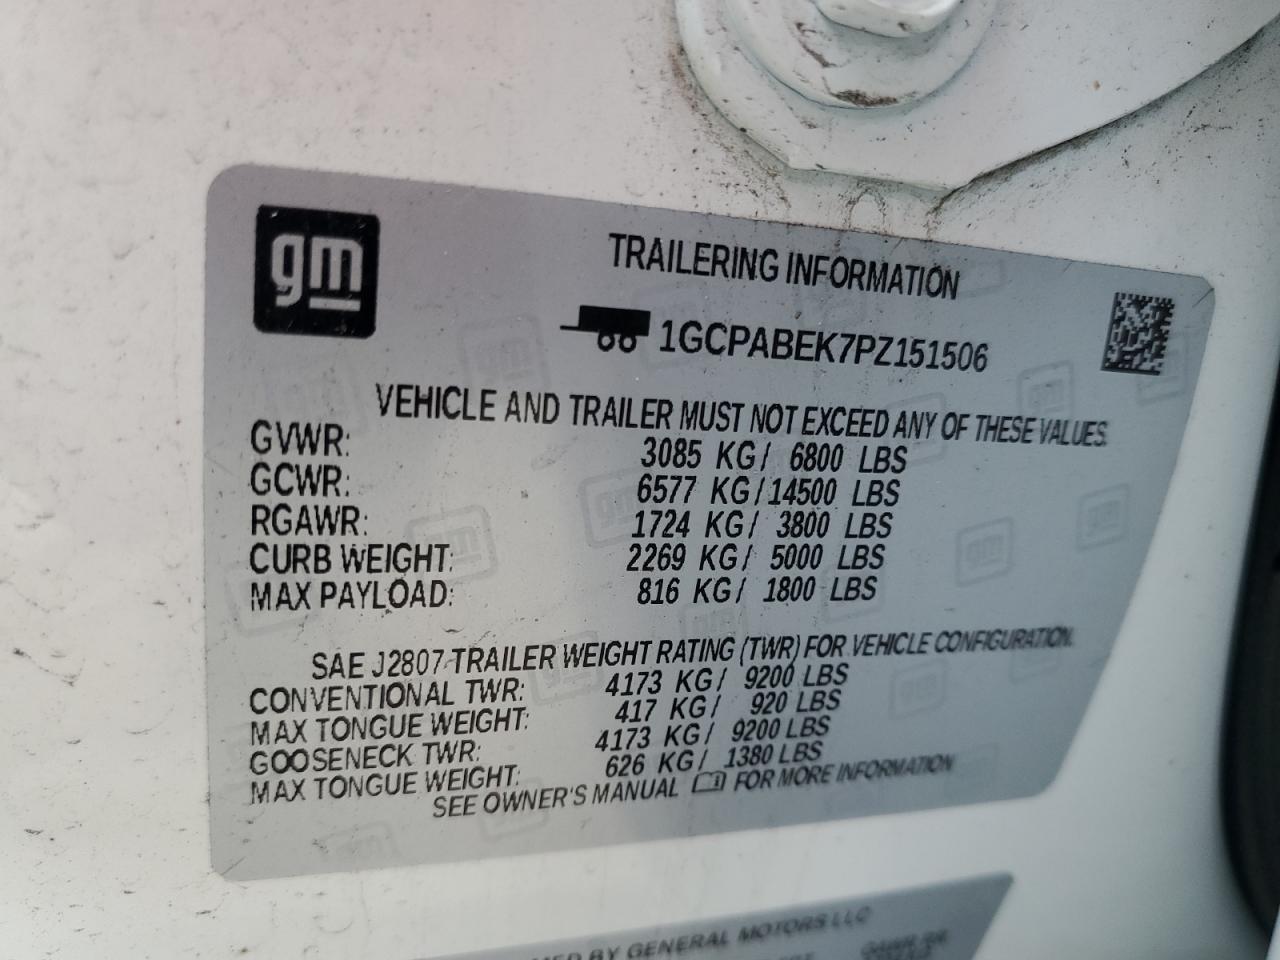 gm
TRAILERING INFORMATION
1GCPABEK7PZ151506
VEHICLE AND TRAILER MUST NOT EXCEED ANY OF THESE VALUES.
GVWR: 3085 KG/ 6800 LBS
GCWR: 6577 KG/14500 LBS
RGAWR: 1724 KG/ 3800 LBS
CURB WEIGHT: 2269 KG/ 5000 LBS
MAX PAYLOAD: 816 KG/ 1800 LBS
SAE J2807 TRAILER WEIGHT RATING (TWR) FOR VEHICLE CONFIGURATION.
CONVENTIONAL TWR: 4173 KG/ 9200 LBS
MAX TONGUE WEIGHT: 417 KG/ 920 LBS
GOOSENECK TWR: 4173 KG/ 9200 LBS
MAX TONGUE WEIGHT: 626 KG/ 1380 LBS
SEE OWNER'S MANUAL FOR MORE INFORMATION
BY GENERAL MOTORS LLC